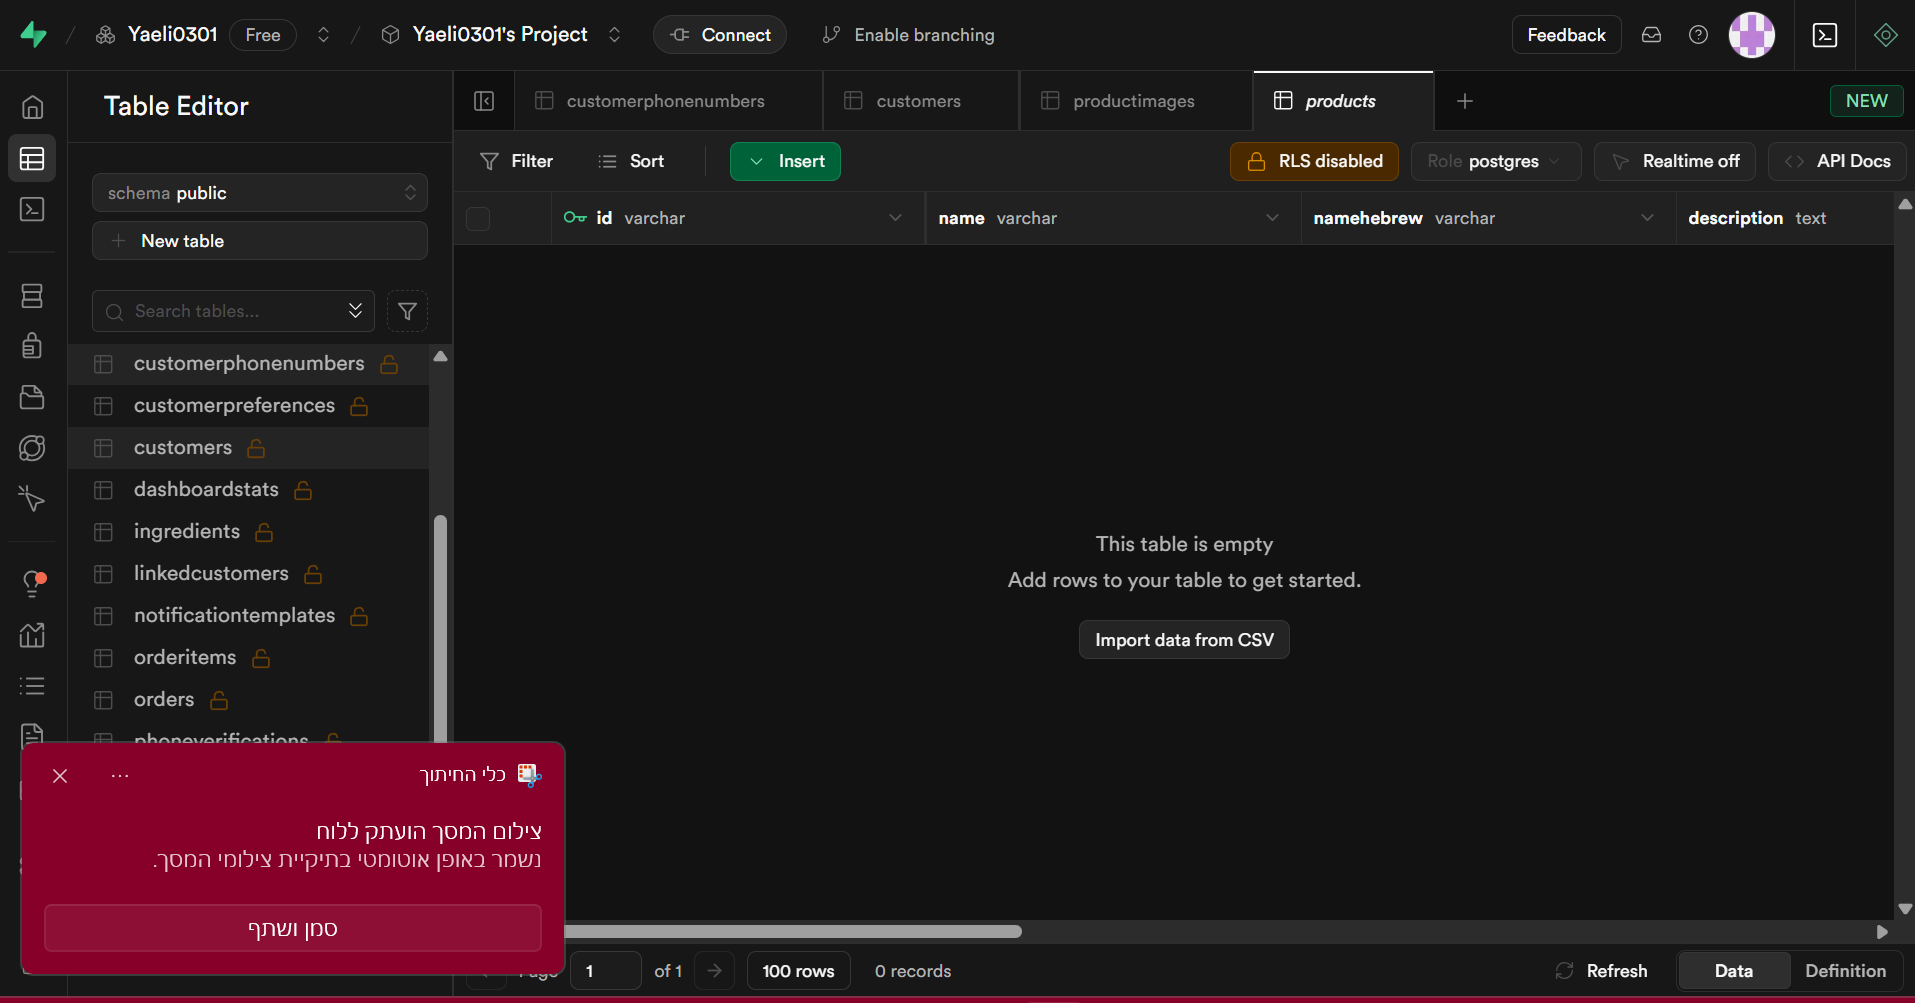 Yaeli0301 Free Yaeli0301's Project Connect Enable branching Feedback
Table Editor
schema public
New table
Search tables...
customerphonenumbers
customerpreferences
customers
dashboardstats
ingredients
linkedcustomers
notificationtemplates
orderitems
orders
phoneverifications
customerphonenumbers customers productimages products NEW
Filter Sort Insert RLS disabled Role postgres Realtime off API Docs
id varchar name varchar namehebrew varchar description text
This table is empty
Add rows to your table to get started.
Import data from CSV
כלי החיתוך
צילום המסך הועתק ללוח
נשמר באופן אוטומטי בתיקיית צילומי המסך.
סמן ושתף
Page 1 of 1 100 rows 0 records Refresh Data Definition